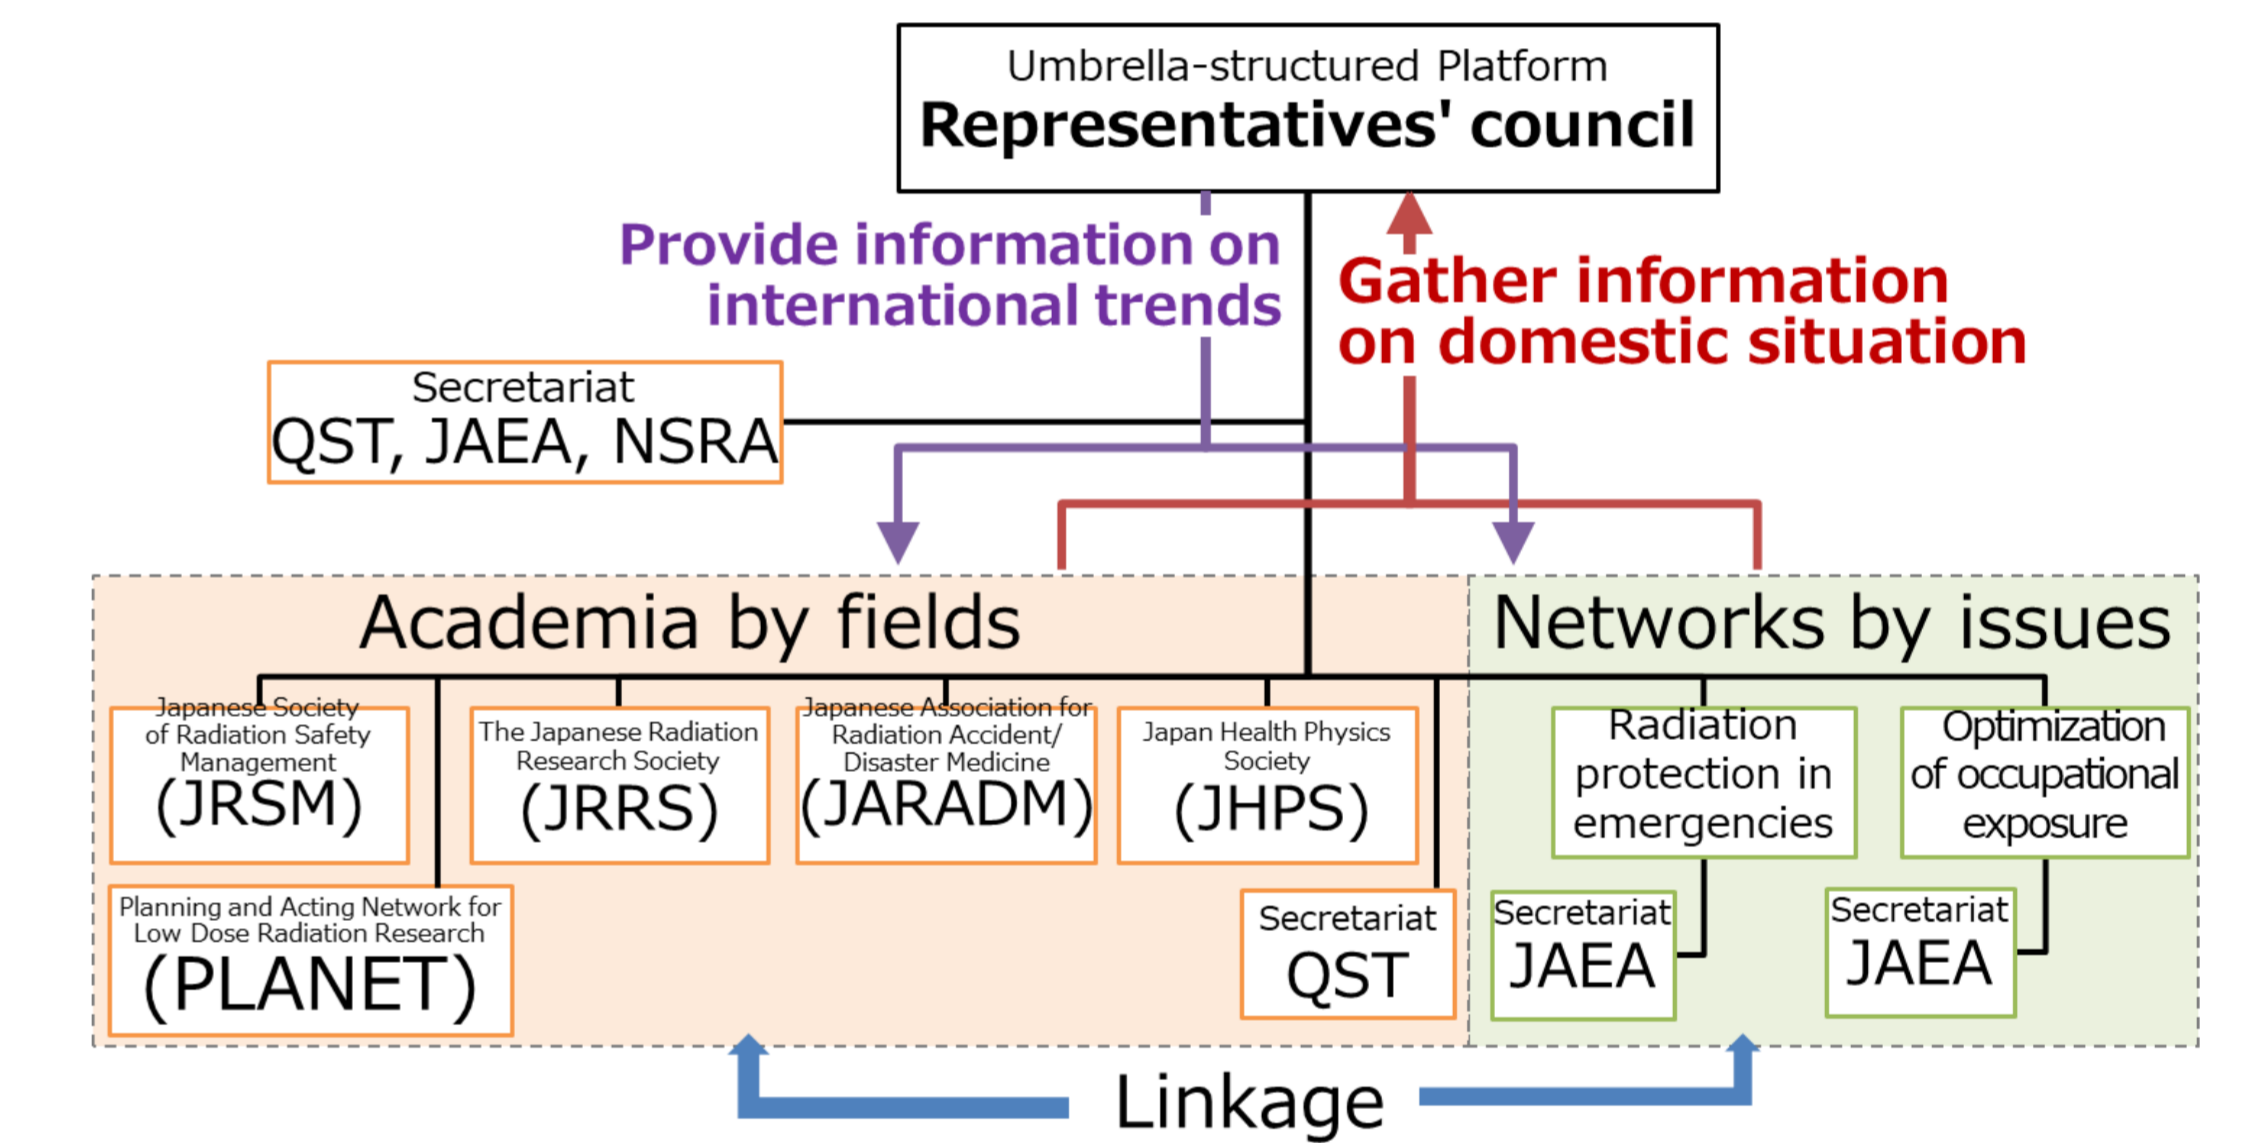 Umbrella-structured Platform
Representatives' council
Provide information on
international trends
Gather information
on domestic situation
Secretariat
QST, JAEA, NSRA
Academia by fields
Japanese Society
of Radiation Safety
Management
(JRSM)
The Japanese Radiation
Research Society
(JRRS)
Japanese Association for
Radiation Accident/
Disaster Medicine
(JARADM)
Japan Health Physics
Society
(JHPS)
Planning and Acting Network for
Low Dose Radiation Research
(PLANET)
Secretariat
QST
Networks by issues
Radiation
protection in
emergencies
Optimization
of occupational
exposure
Secretariat
JAEA
Secretariat
JAEA
Linkage